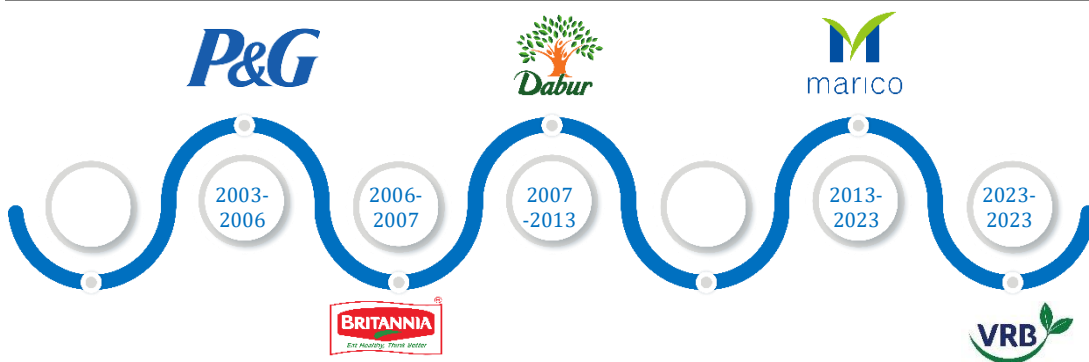 P&G
Dabur
marico
2003-
2006
2006-
2007
2007
-2013
2013-
2023
2023-
2023
BRITANNIA
®
Eat Healthy, Think Better
VRB